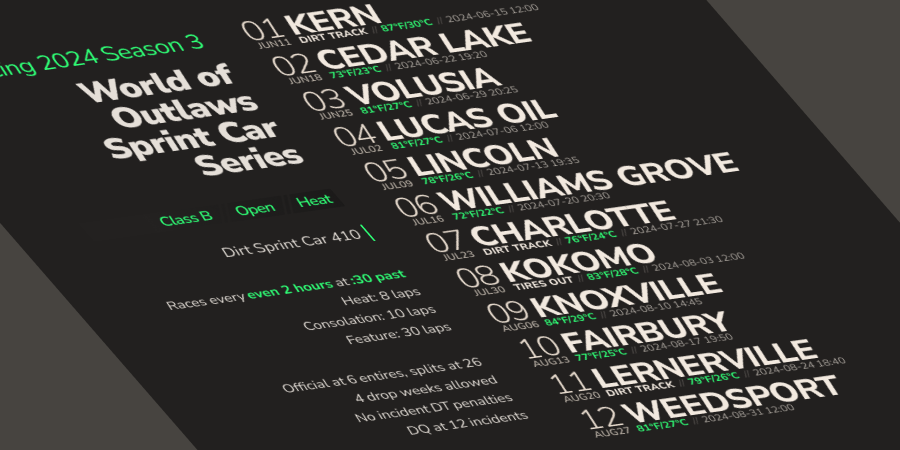 ing 2024 Season 3
World of
Outlaws
Sprint Car
Series
Class B Open Heat
Dirt Sprint Car 410
Races every even 2 hours at :30 past
Heat: 8 laps
Consolation: 10 laps
Feature: 30 laps
Official at 6 entires, splits at 26
4 drop weeks allowed
No incident DT penalties
DQ at 12 incidents
01 KERN
JUN11 DIRT TRACK // 87°F/30°C // 2024-06-15 12:00
02 CEDAR LAKE
JUN18 73°F/23°C // 2024-06-22 19:20
03 VOLUSIA
JUN25 81°F/27°C // 2024-06-29 20:25
04 LUCAS OIL
JUL02 81°F/27°C // 2024-07-06 12:00
05 LINCOLN
JUL09 78°F/26°C // 2024-07-13 19:35
06 WILLIAMS GROVE
JUL16 72°F/22°C // 2024-07-20 20:30
07 CHARLOTTE
JUL23 DIRT TRACK // 76°F/24°C // 2024-07-27 21:30
08 KOKOMO
JUL30 TIRES OUT // 83°F/28°C // 2024-08-03 12:00
09 KNOXVILLE
AUG06 84°F/29°C // 2024-08-10 14:45
10 FAIRBURY
AUG13 77°F/25°C // 2024-08-17 19:50
11 LERNERVILLE
AUG20 DIRT TRACK // 79°F/26°C // 2024-08-24 18:40
12 WEEDSPORT
AUG27 81°F/27°C // 2024-08-31 12:00